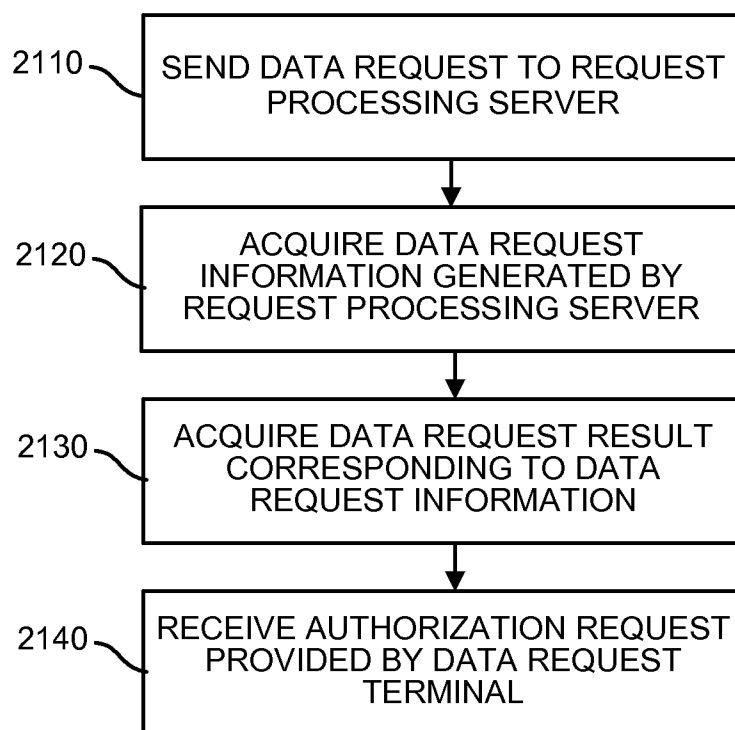 2110
SEND DATA REQUEST TO REQUEST
PROCESSING SERVER
2120
ACQUIRE DATA REQUEST
INFORMATION GENERATED BY
REQUEST PROCESSING SERVER
2130
ACQUIRE DATA REQUEST RESULT
CORRESPONDING TO DATA
REQUEST INFORMATION
2140
RECEIVE AUTHORIZATION REQUEST
PROVIDED BY DATA REQUEST
TERMINAL